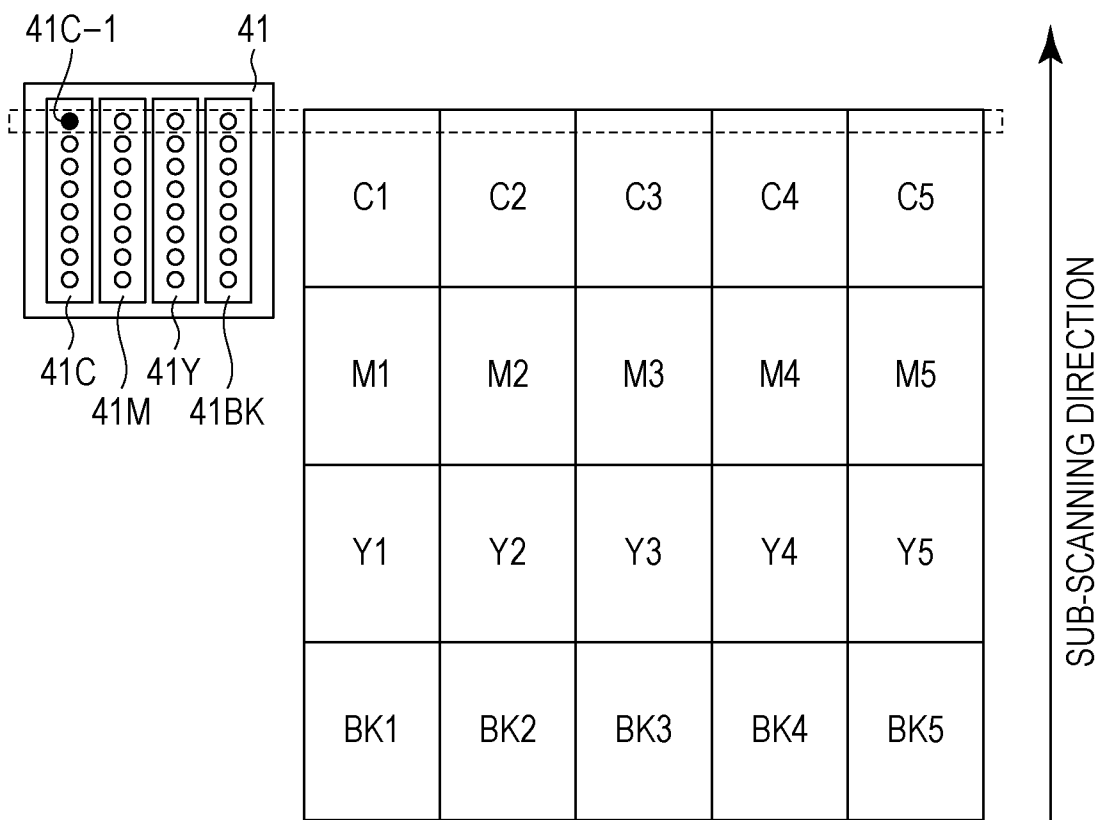 41C-1 41
C1 C2 C3 C4 C5
41C 41Y
41M 41BK
M1 M2 M3 M4 M5
Y1 Y2 Y3 Y4 Y5
BK1 BK2 BK3 BK4 BK5
SUB-SCANNING DIRECTION